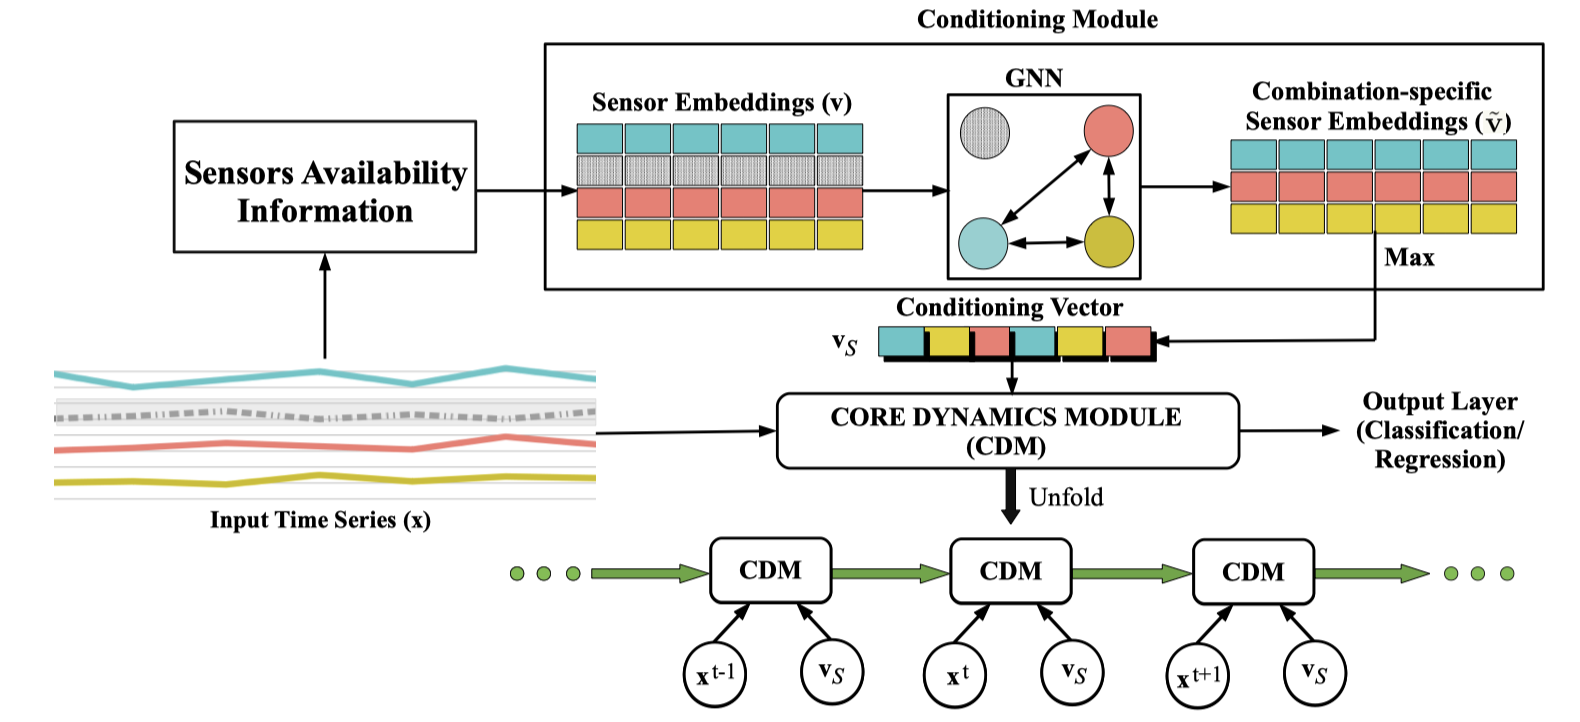 Conditioning Module
Sensor Embeddings (v)
GNN
Combination-specific
Sensor Embeddings (ṽ)
Sensors Availability
Information
Max
Conditioning Vector
v_S
CORE DYNAMICS MODULE
(CDM)
Output Layer
(Classification/
Regression)
Input Time Series (x)
Unfold
CDM
CDM
CDM
x^{t-1}
v_S
x^t
v_S
x^{t+1}
v_S